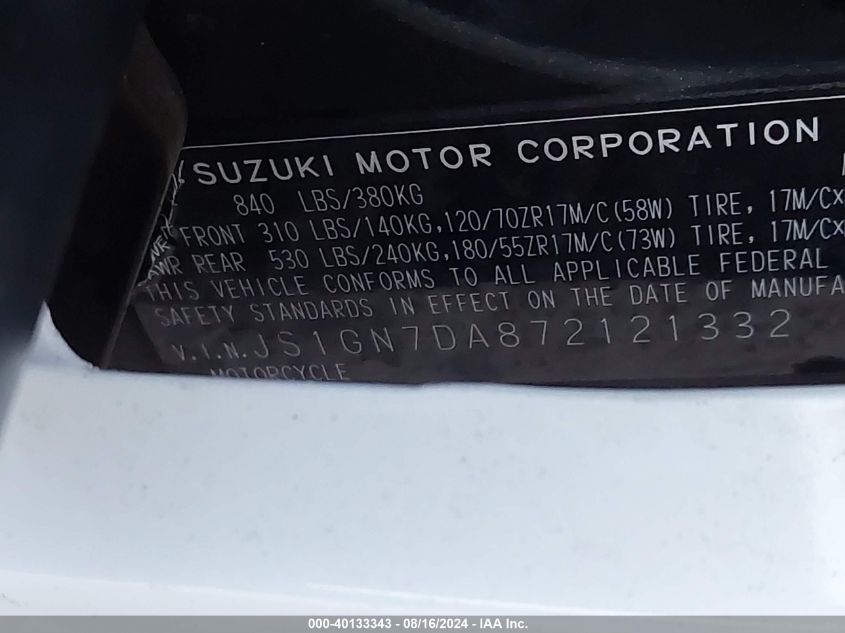 SUZUKI MOTOR CORPORATION
840 LBS/380KG
FRONT 310 LBS/140KG,120/70ZR17M/C(58W) TIRE, 17M/Cx
REAR 530 LBS/240KG,180/55ZR17M/C(73W) TIRE, 17M/Cx
THIS VEHICLE CONFORMS TO ALL APPLICABLE FEDERAL
SAFETY STANDARDS IN EFFECT ON THE DATE OF MANUFA
V.I.N.JS1GN7DA872121332
MOTORCYCLE
000-40133343 - 08/16/2024 - IAA Inc.